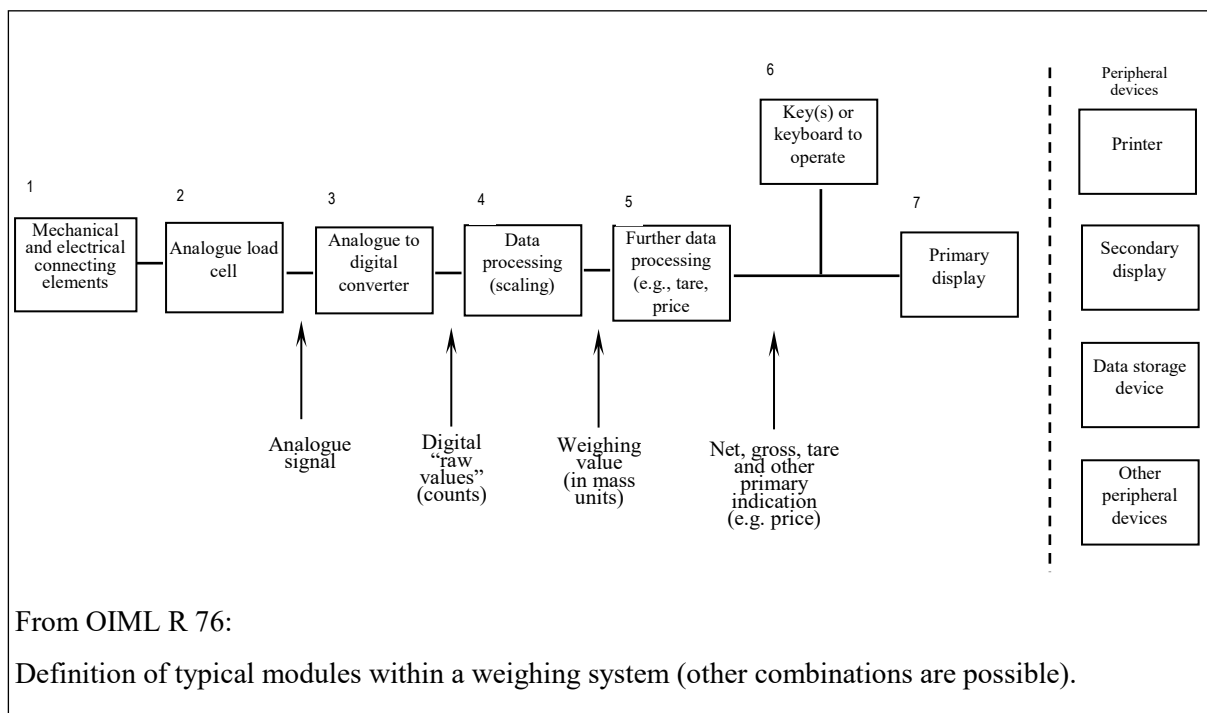 6
Peripheral
devices
Key(s) or
keyboard to
operate
Printer
1
2
3
4
5
7
Mechanical
and electrical
connecting
elements
Analogue load
cell
Analogue to
digital
converter
Data
processing
(scaling)
Further data
processing
(e.g., tare,
price
Primary
display
Secondary
display
Data storage
device
Other
peripheral
devices
Analogue
signal
Digital
“raw
values”
(counts)
Weighing
value
(in mass
units)
Net, gross, tare
and other
primary
indication
(e.g. price)
From OIML R 76:
Definition of typical modules within a weighing system (other combinations are possible).